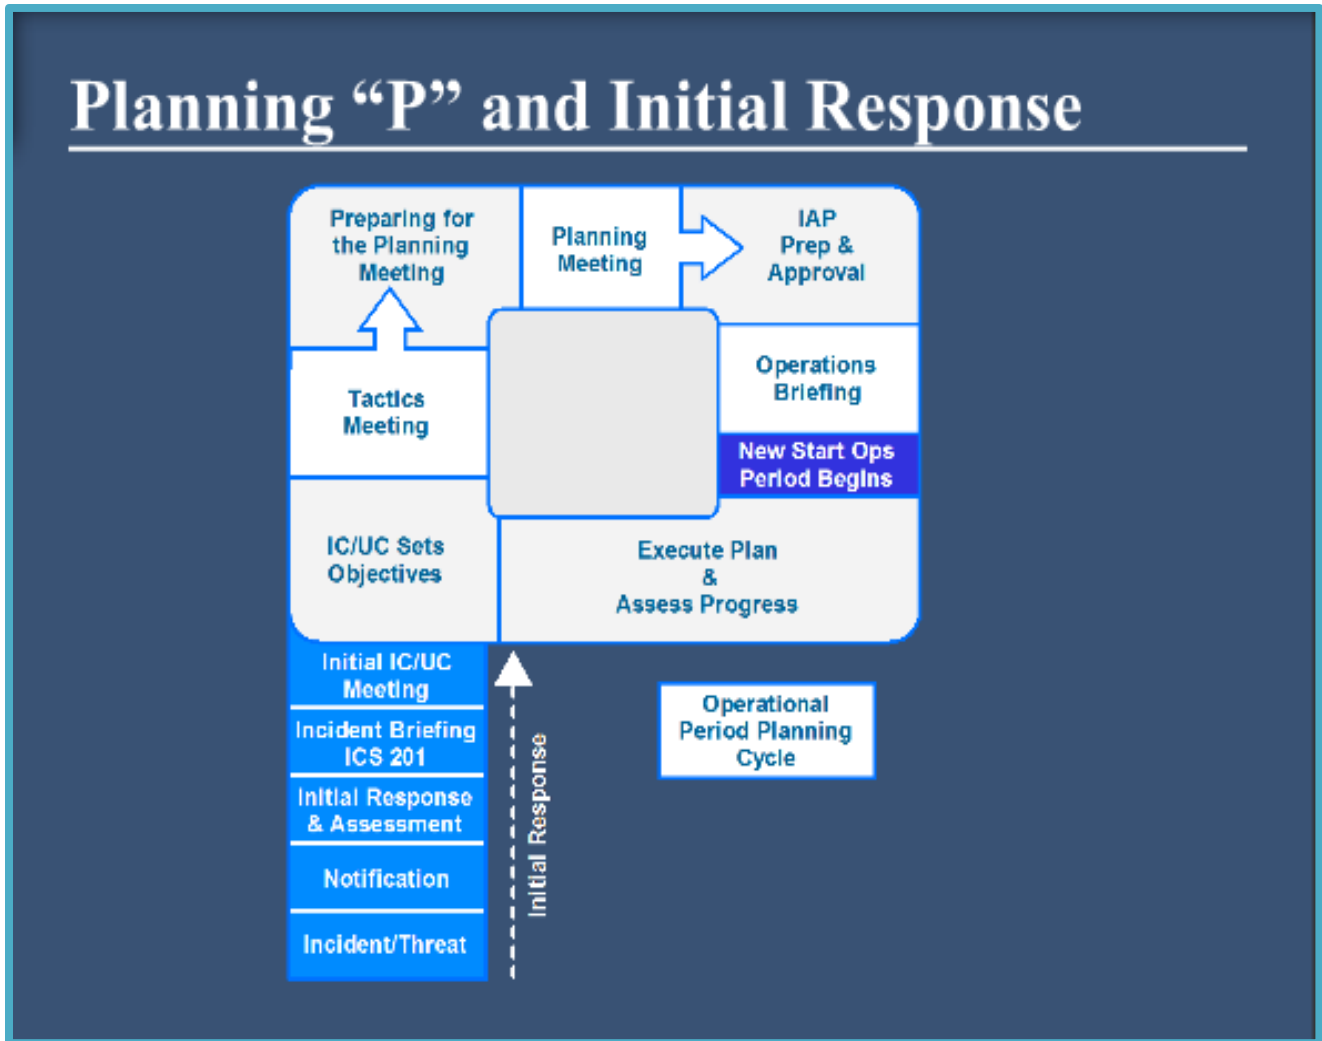 Planning “P” and Initial Response
Preparing for
the Planning
Meeting
Planning
Meeting
IAP
Prep &
Approval
Tactics
Meeting
Operations
Briefing
New Start Ops
Period Begins
IC/UC Sets
Objectives
Execute Plan
&
Assess Progress
Initial IC/UC
Meeting
Incident Briefing
ICS 201
Initial Response
& Assessment
Notification
Incident/Threat
Initial Response
Operational
Period Planning
Cycle